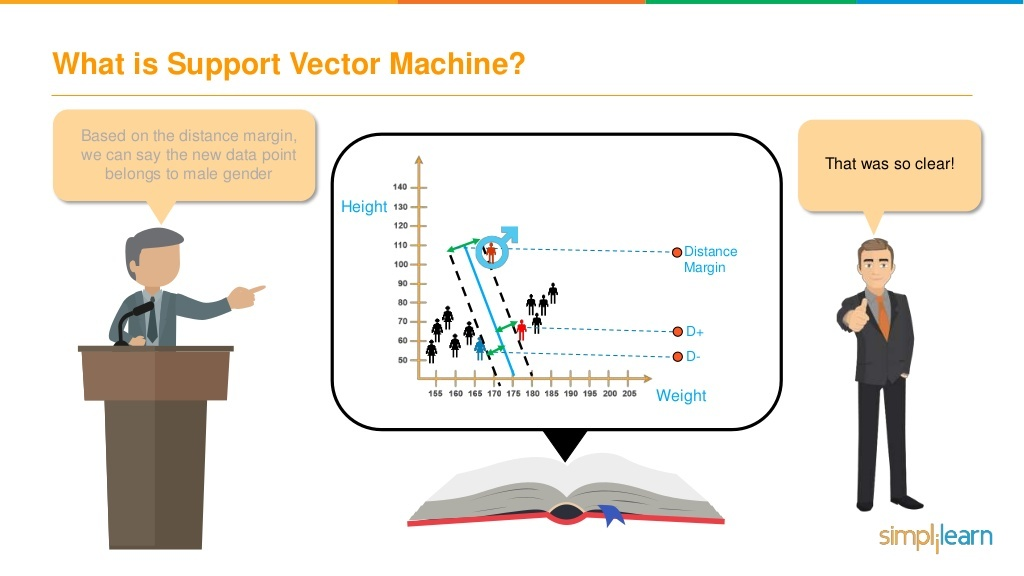 What is Support Vector Machine?
Based on the distance margin,
we can say the new data point
belongs to male gender
That was so clear!
Height
140
130
120
110
100
90
80
70
60
50
Distance
Margin
D+
D-
155 160 165 170 175 180 185 190 195 200 205
Weight
simplilearn